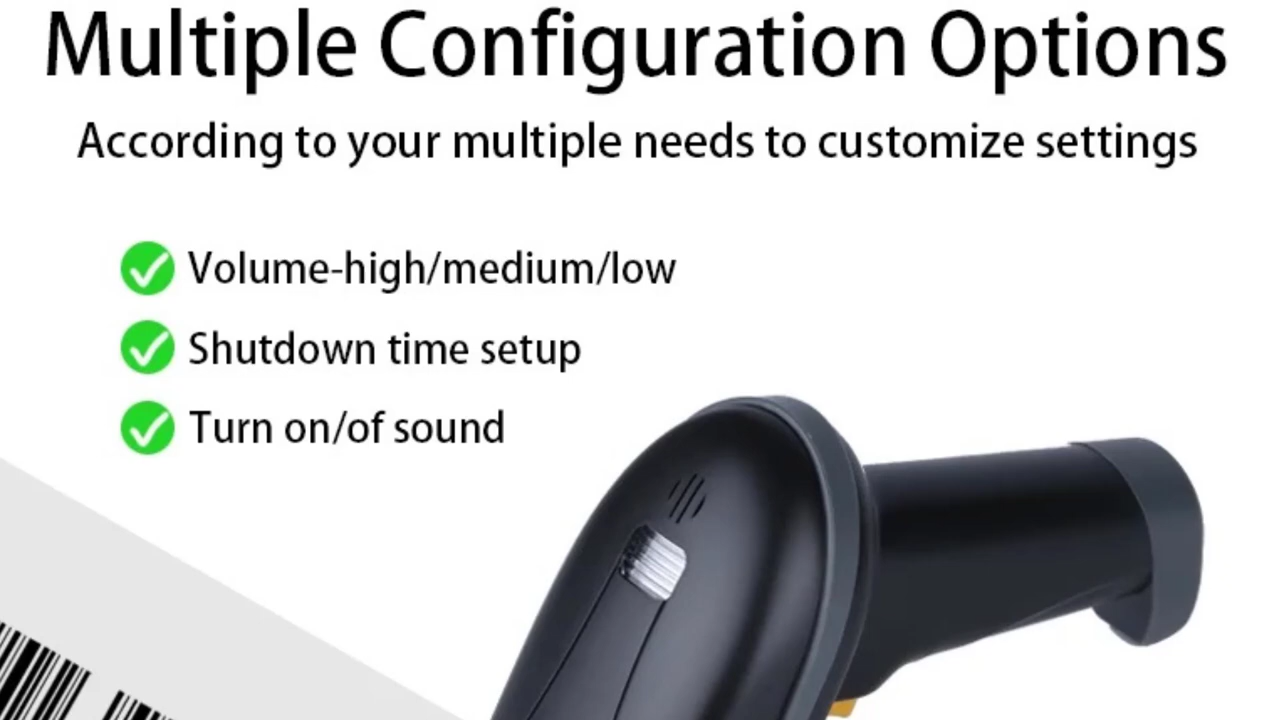 Multiple Configuration Options
According to your multiple needs to customize settings
Volume-high/medium/low
Shutdown time setup
Turn on/of sound